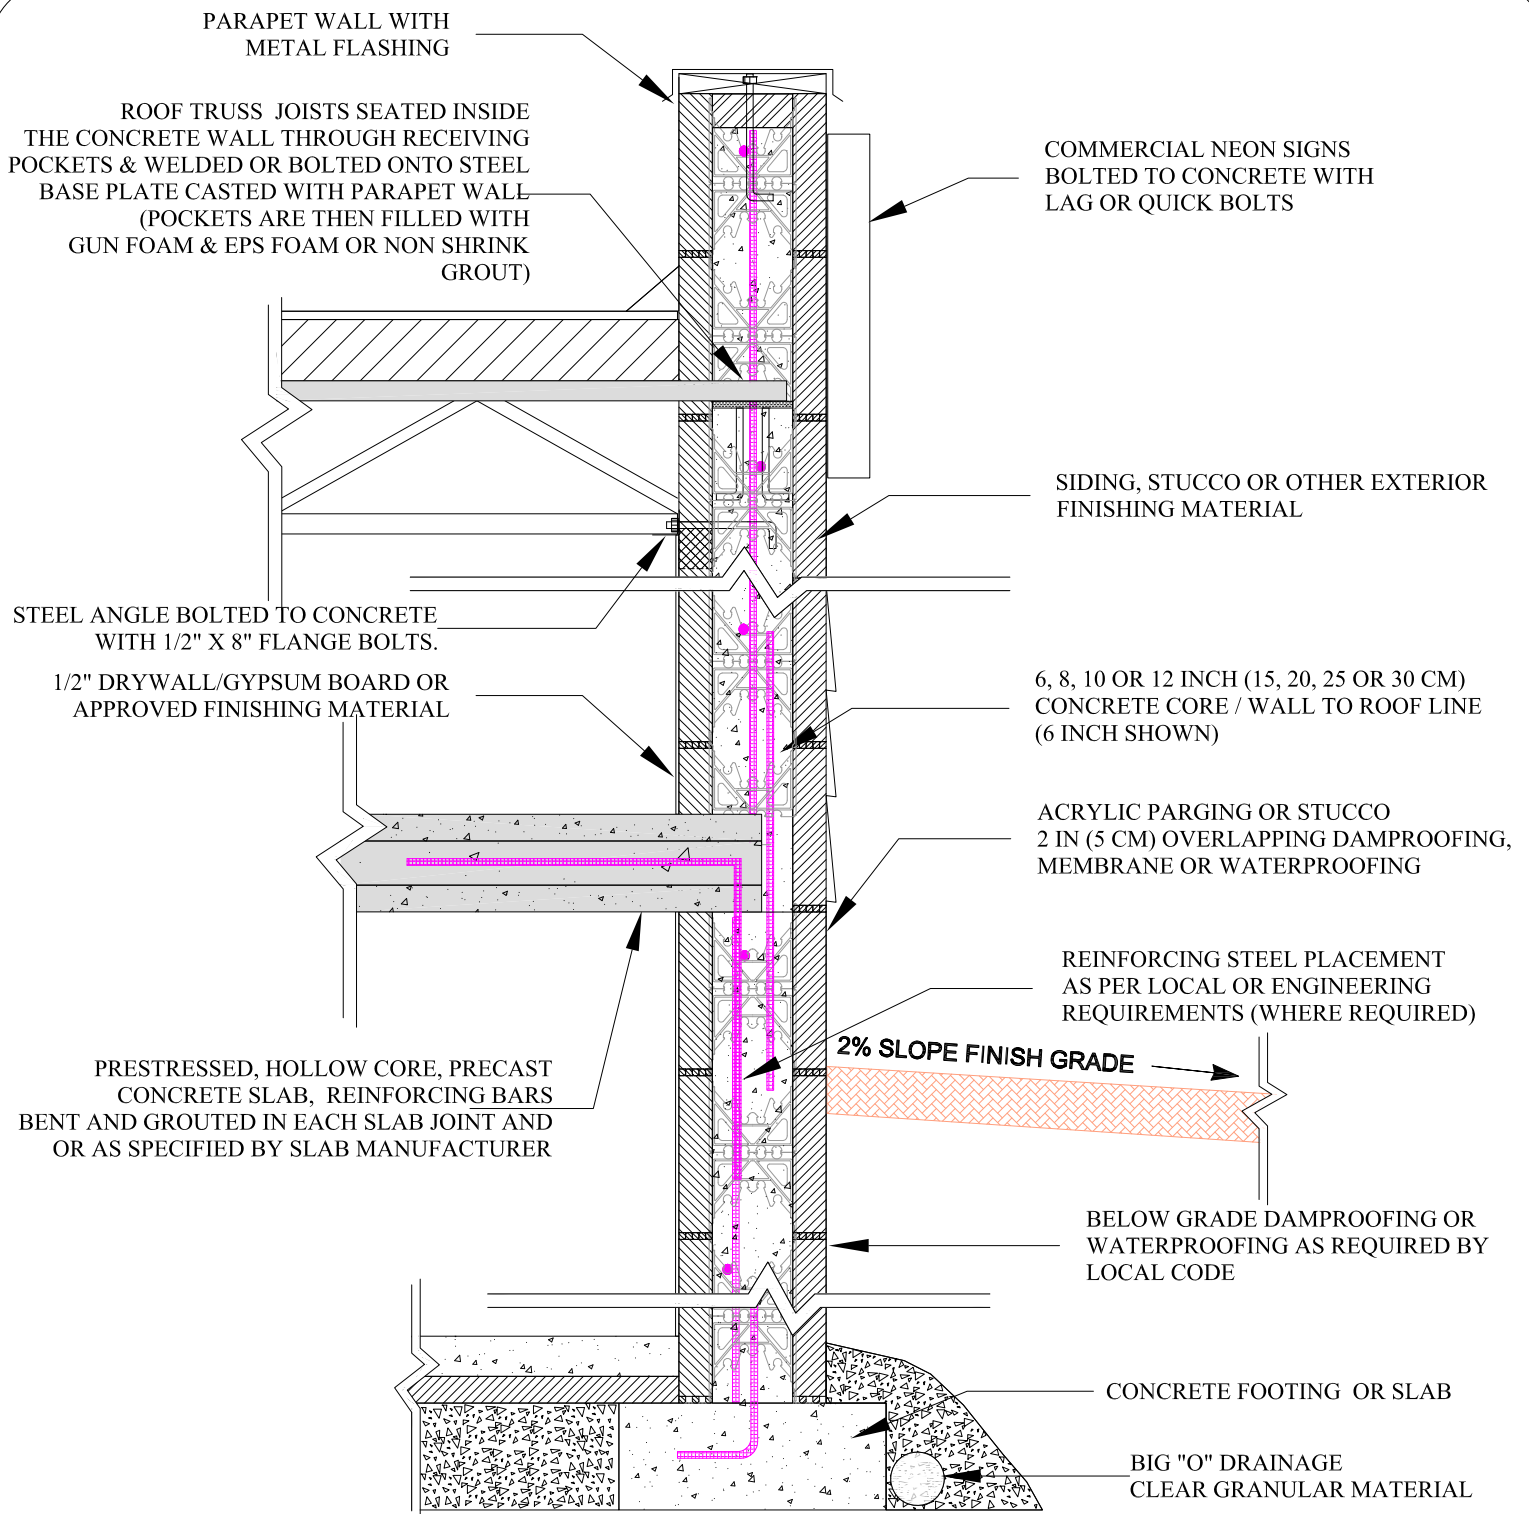 PARAPET WALL WITH
METAL FLASHING
ROOF TRUSS JOISTS SEATED INSIDE
THE CONCRETE WALL THROUGH RECEIVING
POCKETS & WELDED OR BOLTED ONTO STEEL
BASE PLATE CASTED WITH PARAPET WALL
(POCKETS ARE THEN FILLED WITH
GUN FOAM & EPS FOAM OR NON SHRINK
GROUT)
COMMERCIAL NEON SIGNS
BOLTED TO CONCRETE WITH
LAG OR QUICK BOLTS
SIDING, STUCCO OR OTHER EXTERIOR
FINISHING MATERIAL
STEEL ANGLE BOLTED TO CONCRETE
WITH 1/2" X 8" FLANGE BOLTS.
1/2" DRYWALL/GYPSUM BOARD OR
APPROVED FINISHING MATERIAL
6, 8, 10 OR 12 INCH (15, 20, 25 OR 30 CM)
CONCRETE CORE / WALL TO ROOF LINE
(6 INCH SHOWN)
ACRYLIC PARGING OR STUCCO
2 IN (5 CM) OVERLAPPING DAMPROOFING,
MEMBRANE OR WATERPROOFING
REINFORCING STEEL PLACEMENT
AS PER LOCAL OR ENGINEERING
REQUIREMENTS (WHERE REQUIRED)
2% SLOPE FINISH GRADE
PRESTRESSED, HOLLOW CORE, PRECAST
CONCRETE SLAB, REINFORCING BARS
BENT AND GROUTED IN EACH SLAB JOINT AND
OR AS SPECIFIED BY SLAB MANUFACTURER
BELOW GRADE DAMPROOFING OR
WATERPROOFING AS REQUIRED BY
LOCAL CODE
CONCRETE FOOTING OR SLAB
BIG "O" DRAINAGE
CLEAR GRANULAR MATERIAL